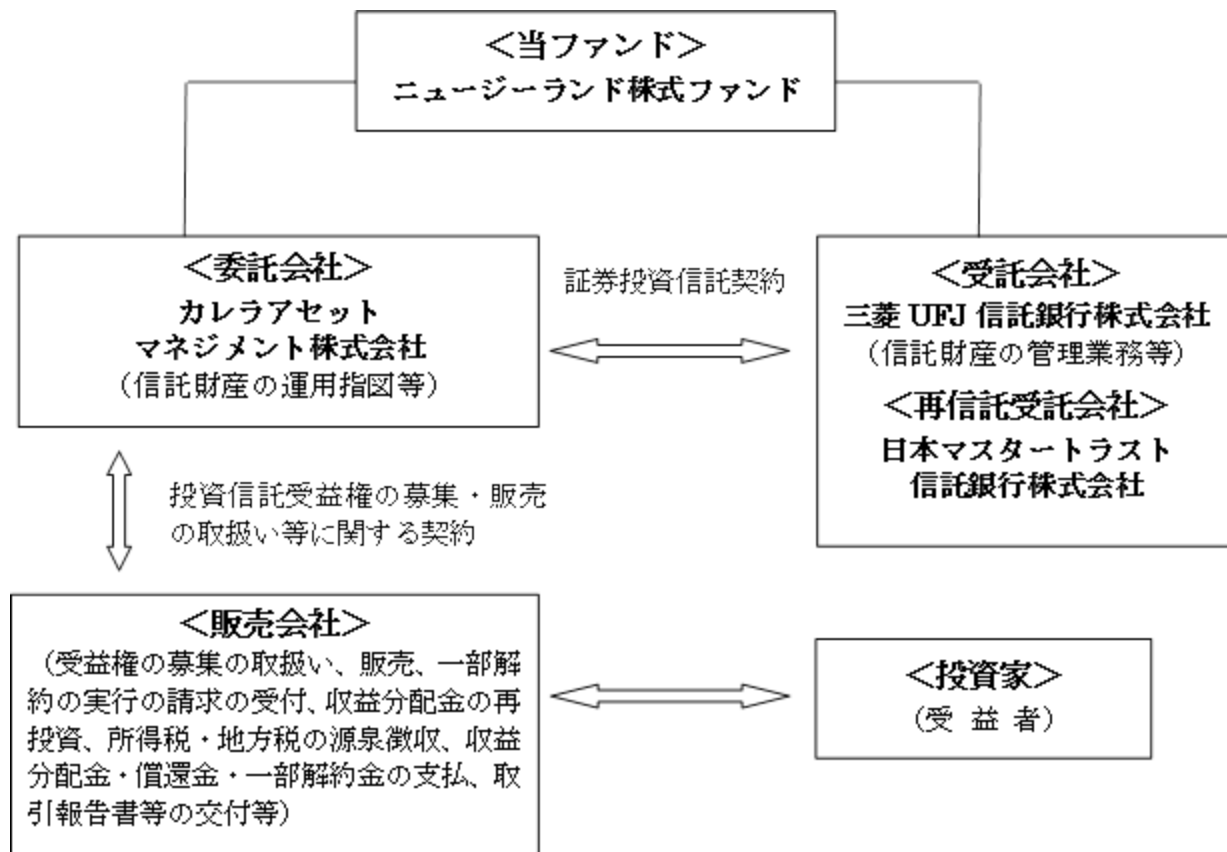 <当ファンド>
ニュージーランド株式ファンド
<委託会社>
カレラアセット
マネジメント株式会社
(信託財産の運用指図等)
証券投資信託契約
<受託会社>
三菱 UFJ 信託銀行株式会社
(信託財産の管理業務等)
<再信託受託会社>
日本マスタートラスト
信託銀行株式会社
投資信託受益権の募集・販売
の取扱い等に関する契約
<販売会社>
(受益権の募集の取扱い、販売、一部解
約の実行の請求の受付、収益分配金の再
投資、所得税・地方税の源泉徴収、収益
分配金・償還金・一部解約金の支払、取
引報告書等の交付等)
<投資家>
(受 益 者)